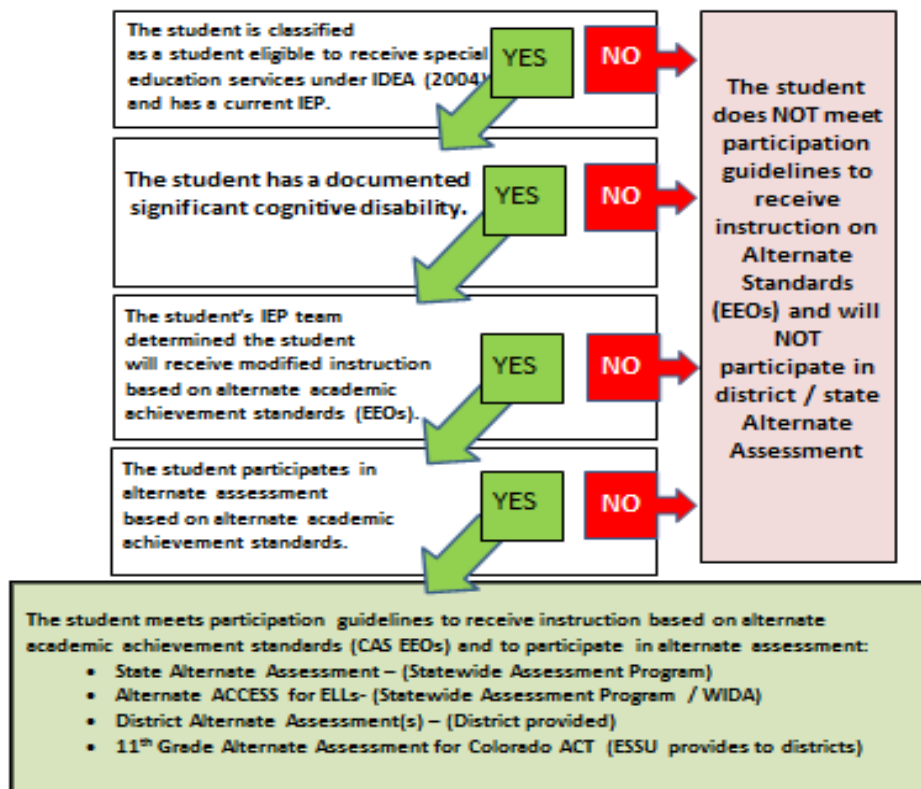 The student is classified
as a student eligible to receive special
education services under IDEA (2004)
and has a current IEP.
YES
NO
The student has a documented
significant cognitive disability.
YES
NO
The student's IEP team
determined the student
will receive modified instruction
based on alternate academic
achievement standards (EEOs).
YES
NO
The student participates in
alternate assessment
based on alternate academic
achievement standards.
YES
NO
The student
does NOT meet
participation
guidelines to
receive
instruction on
Alternate
Standards
(EEOs) and will
NOT
participate in
district / state
Alternate
Assessment
The student meets participation guidelines to receive instruction based on alternate
academic achievement standards (CAS EEOs) and to participate in alternate assessment:
• State Alternate Assessment – (Statewide Assessment Program)
• Alternate ACCESS for ELLs- (Statewide Assessment Program / WIDA)
• District Alternate Assessment(s) – (District provided)
• 11th Grade Alternate Assessment for Colorado ACT (ESSU provides to districts)